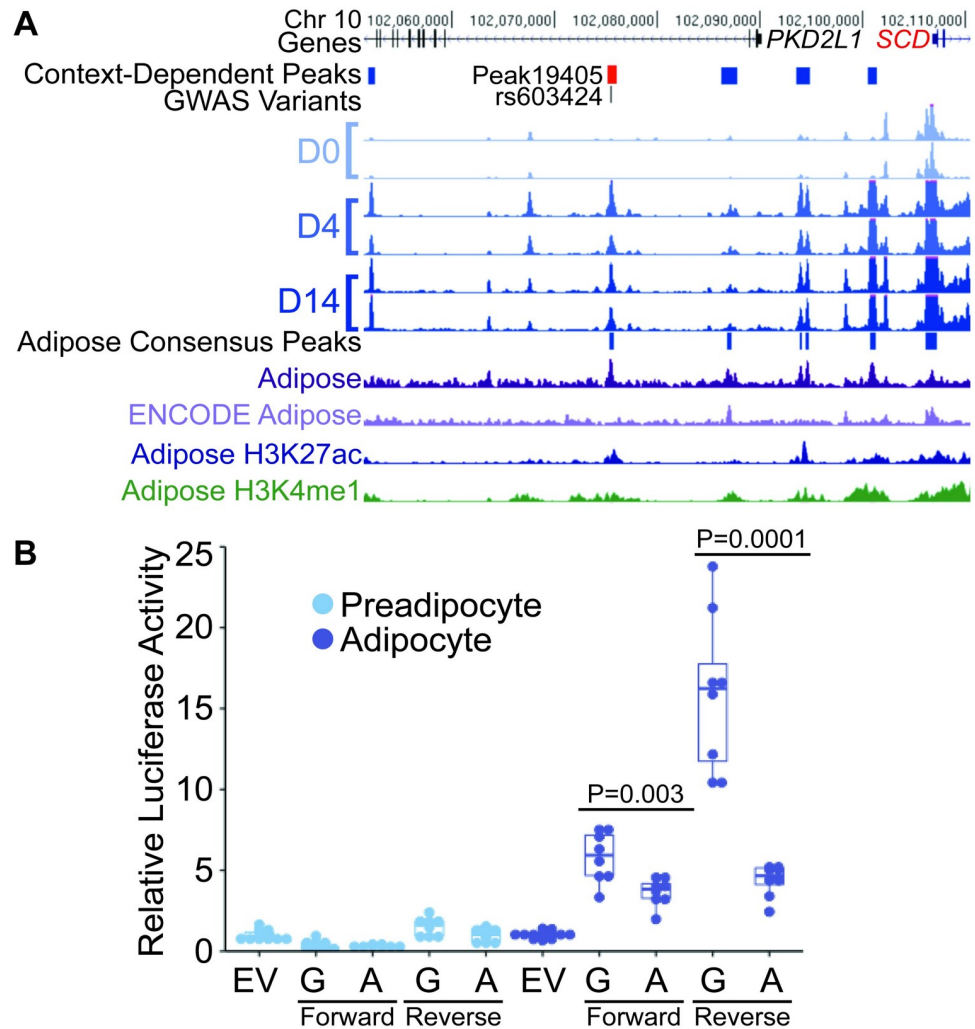 A
Chr 10 102,060,000 102,070,000 102,080,000 102,090,000 102,100,000 102,110,000
Genes PKD2L1 SCD
Context-Dependent Peaks Peak19405
GWAS Variants rs603424
D0
D4
D14
Adipose Consensus Peaks
Adipose
ENCODE Adipose
Adipose H3K27ac
Adipose H3K4me1
B
Relative Luciferase Activity
25
20
15
10
5
0
Preadipocyte
Adipocyte
P=0.003
P=0.0001
EV G A G A EV G A G A
Forward Reverse Forward Reverse